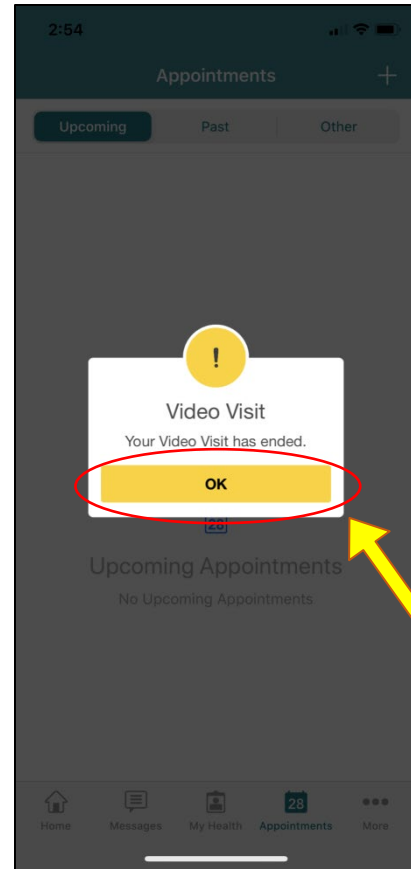 2:54
Appointments
Upcoming Past Other
!
Video Visit
Your Video Visit has ended.
OK
28
Upcoming Appointments
No Upcoming Appointments
28
Home Messages My Health Appointments More